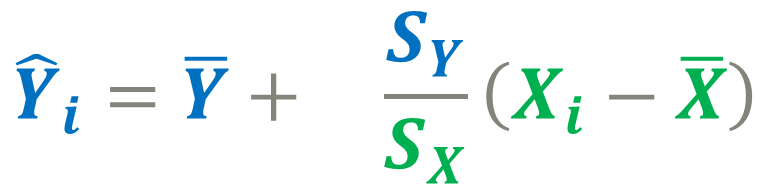 Ŷᵢ = Ȳ + S_Y/S_X (Xᵢ − X̄)